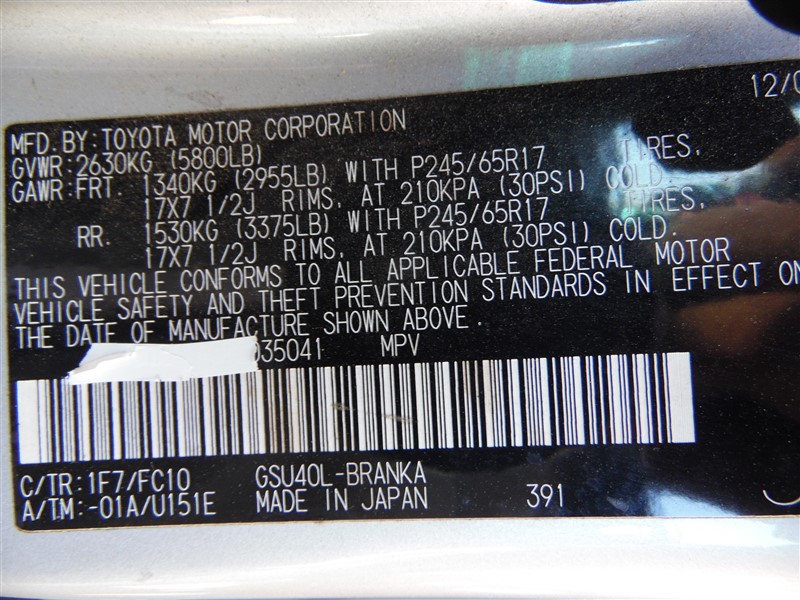 12/0
MFD. BY: TOYOTA MOTOR CORPORATION
GVWR: 2630KG (5800LB)
GAWR: FRT. 1340KG (2955LB) WITH P245/65R17 TIRES,
17X7 1/2J RIMS, AT 210KPA (30PSI) COLD.
RR. 1530KG (3375LB) WITH P245/65R17 TIRES,
17X7 1/2J RIMS, AT 210KPA (30PSI) COLD.
THIS VEHICLE CONFORMS TO ALL APPLICABLE FEDERAL MOTOR
VEHICLE SAFETY AND THEFT PREVENTION STANDARDS IN EFFECT ON
THE DATE OF MANUFACTURE SHOWN ABOVE.
035041 MPV
C/TR: 1F7/FC10 GSU40L-BRANKA
A/TM: -01A/U151E MADE IN JAPAN 391